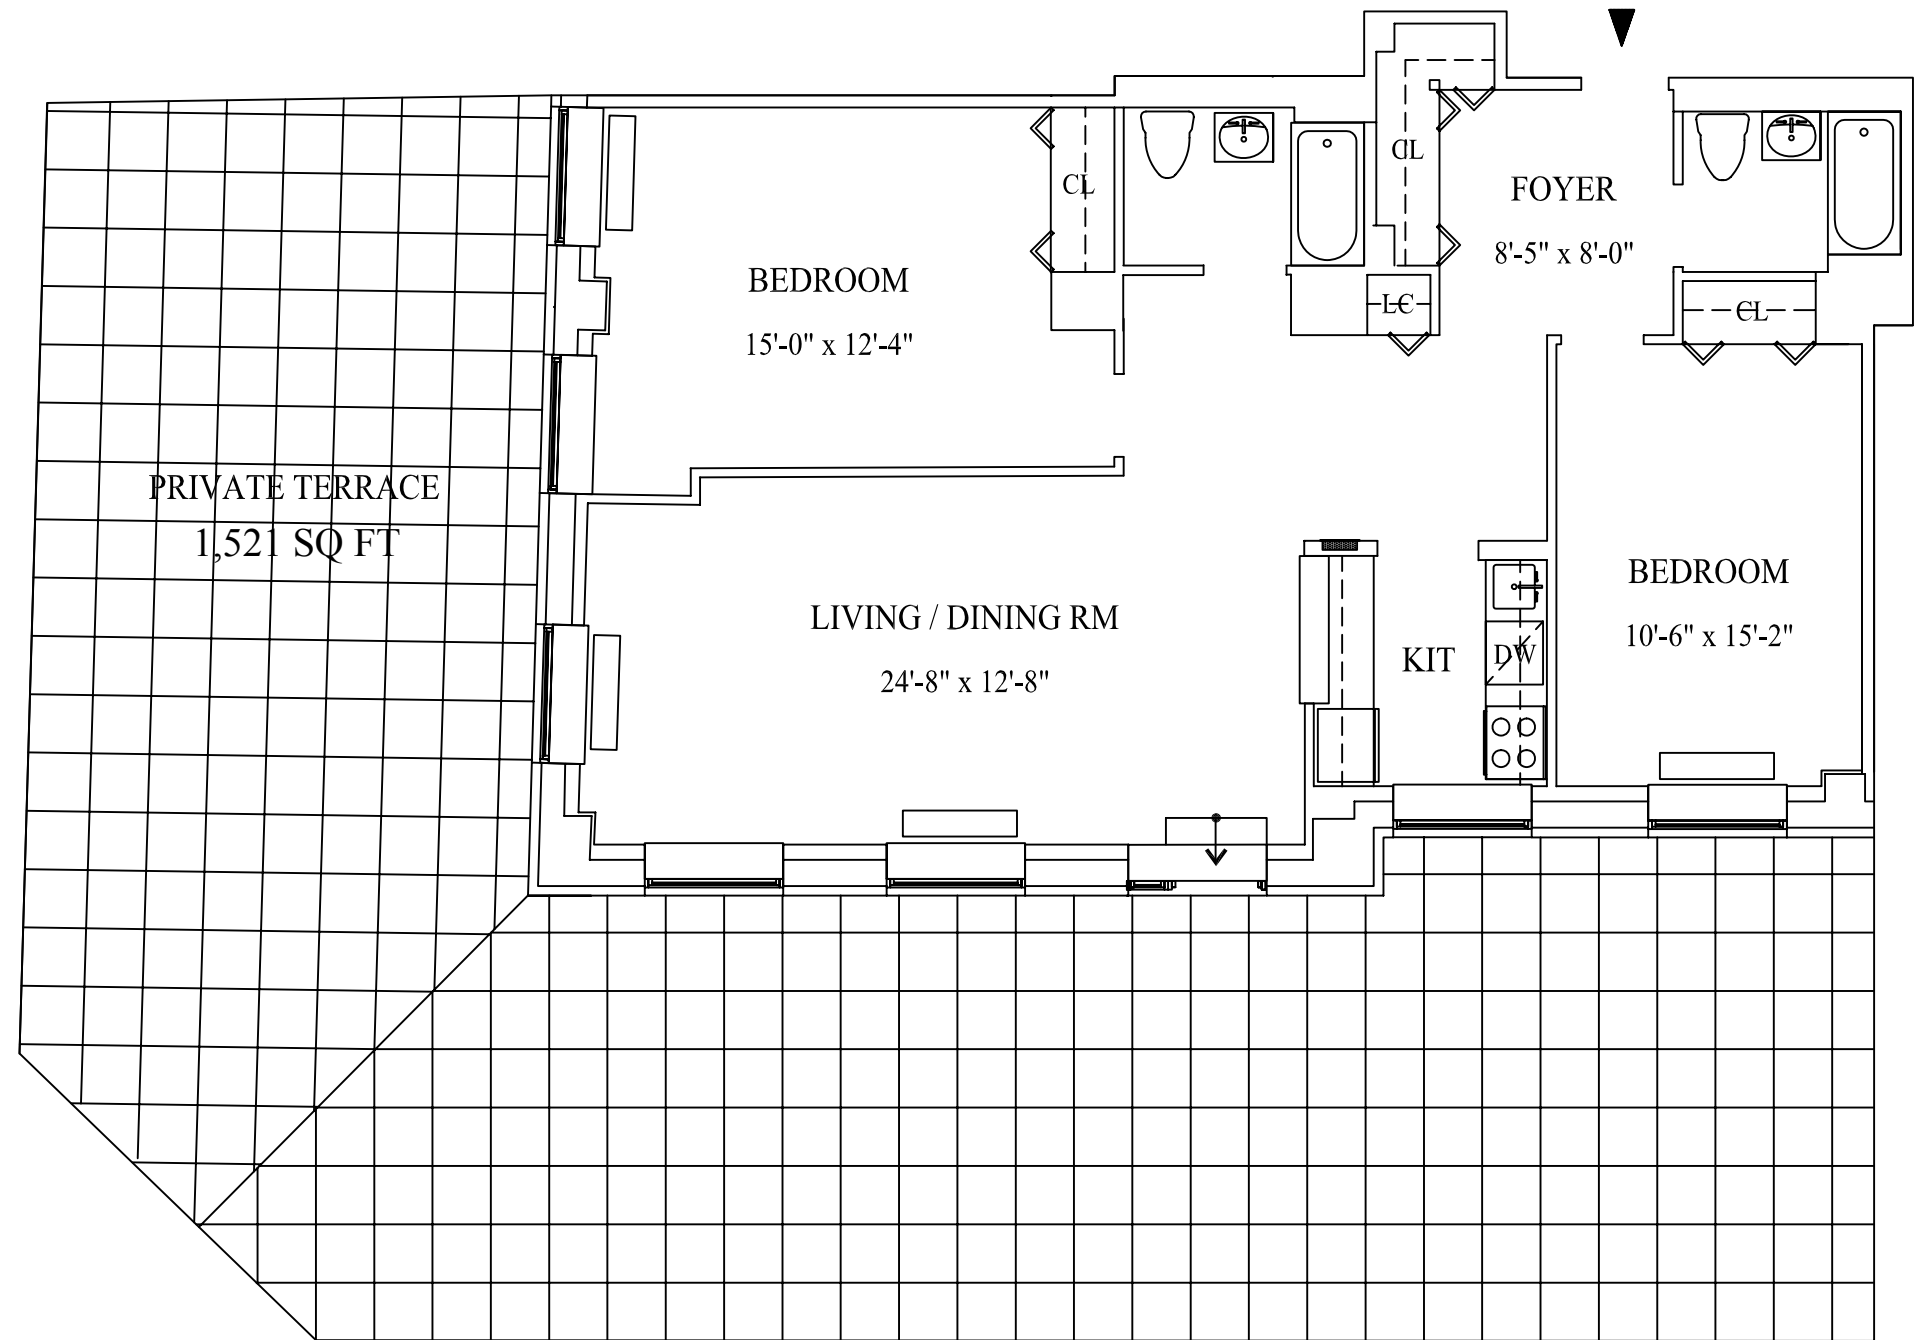 CL
CL
FOYER
8'-5" x 8'-0"
BEDROOM
15'-0" x 12'-4"
LC
CL
PRIVATE TERRACE
1,521 SQ FT
LIVING / DINING RM
24'-8" x 12'-8"
KIT
DW
BEDROOM
10'-6" x 15'-2"